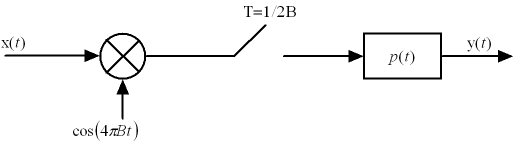 T=1/2B
x(t)
p(t)
y(t)
cos(4πBt)